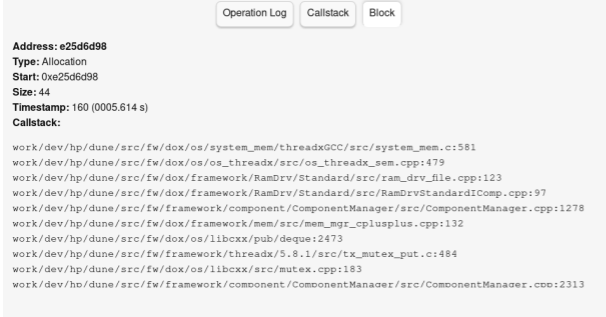 Operation Log Callstack Block
Address: e25d6d98
Type: Allocation
Start: 0xe25d6d98
Size: 44
Timestamp: 160 (0005.614 s)
Callstack:
work/dev/hp/dune/src/fw/dox/os/system_mem/threadxGCC/src/system_mem.c:581
work/dev/hp/dune/src/fw/dox/os/os_threadx/src/os_threadx_sem.cpp:479
work/dev/hp/dune/src/fw/dox/framework/RamDrv/Standard/src/ram_drv_file.cpp:123
work/dev/hp/dune/src/fw/dox/framework/RamDrv/Standard/src/RamDrvStandardIComp.cpp:97
work/dev/hp/dune/src/fw/framework/component/ComponentManager/src/ComponentManager.cpp:1278
work/dev/hp/dune/src/fw/dox/framework/mem/src/mem_mgr_cplusplus.cpp:132
work/dev/hp/dune/src/fw/dox/os/libcxx/pub/deque:2473
work/dev/hp/dune/src/fw/framework/threadx/5.8.1/src/tx_mutex_put.c:484
work/dev/hp/dune/src/fw/dox/os/libcxx/src/mutex.cpp:183
work/dev/hp/dune/src/fw/framework/component/ComponentManager/src/ComponentManager.cpp:2313